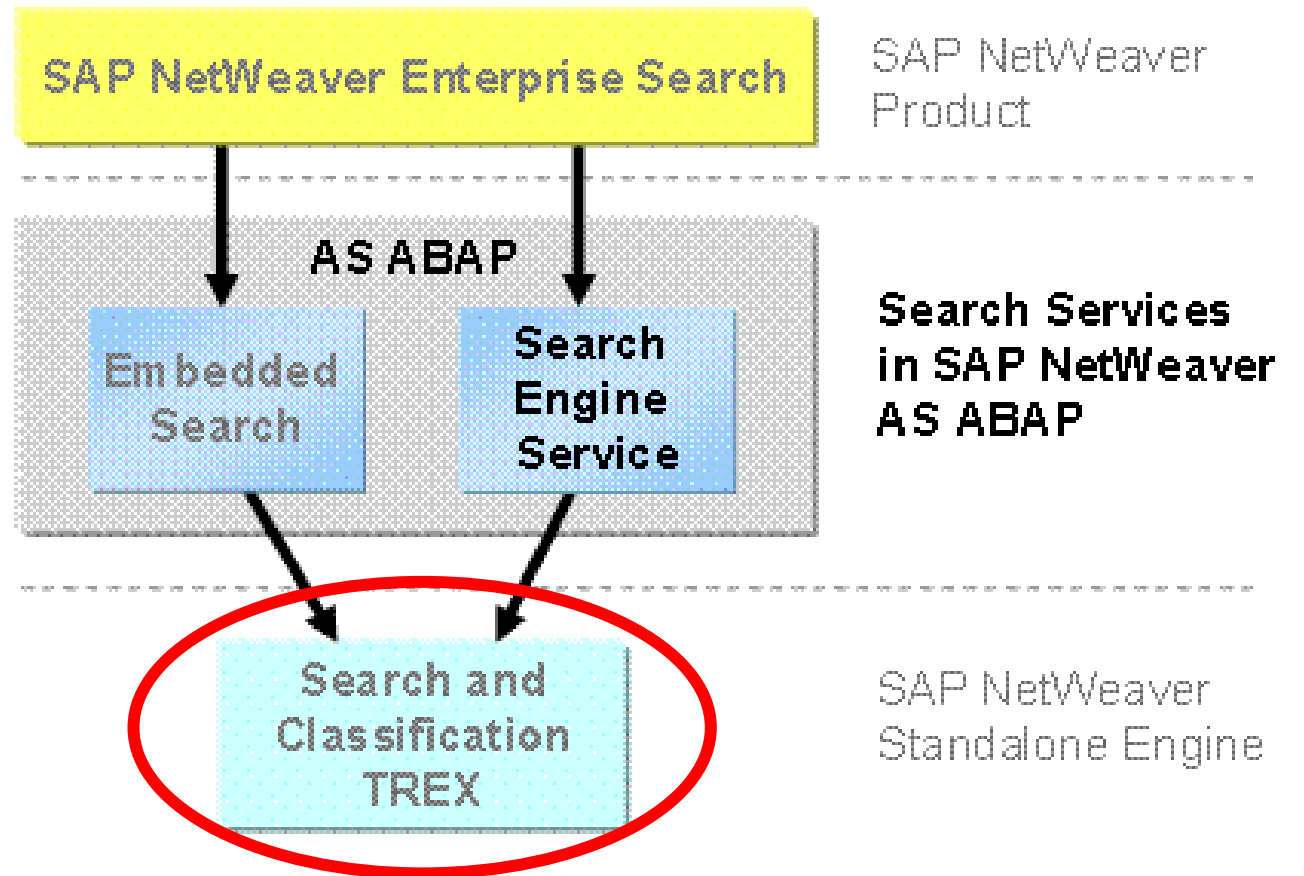 SAP NetWeaver Enterprise Search
SAP NetWeaver
Product
AS ABAP
Embedded
Search
Search
Engine
Service
Search Services
in SAP NetWeaver
AS ABAP
Search and
Classification
TREX
SAP NetWeaver
Standalone Engine